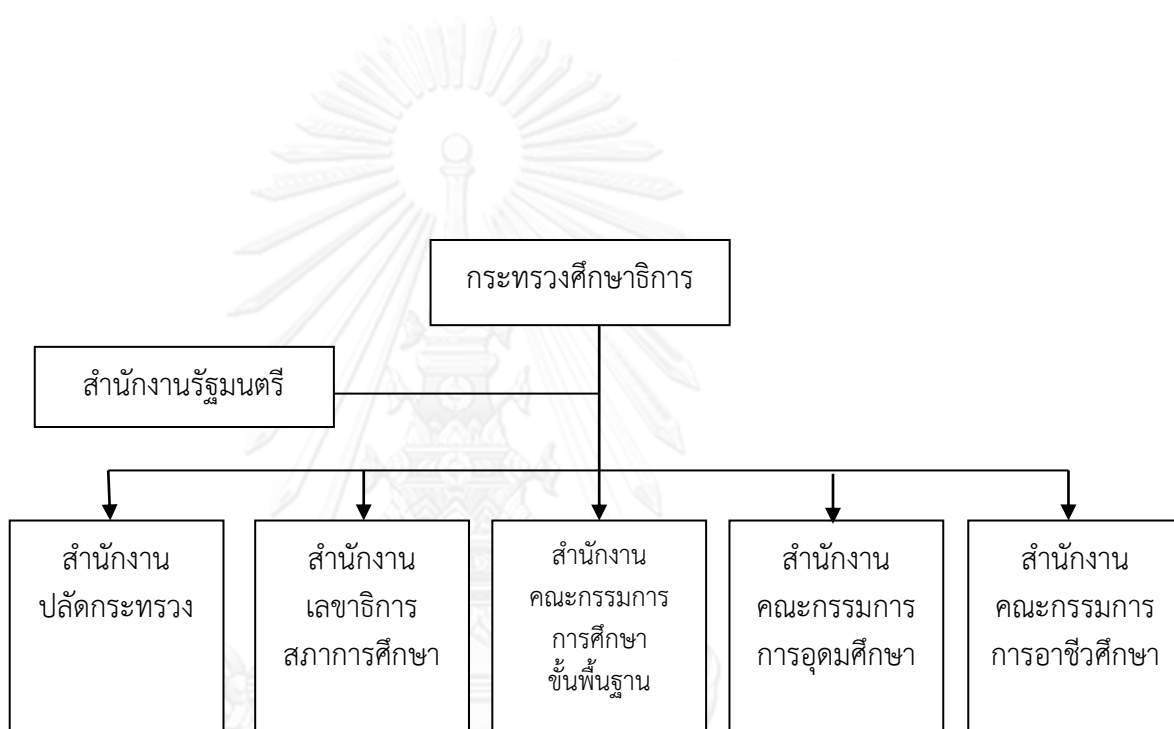 กระทรวงศึกษาธิการ
สำนักงานรัฐมนตรี
สำนักงาน
ปลัดกระทรวง
สำนักงาน
เลขาธิการ
สภาการศึกษา
สำนักงาน
คณะกรรมการ
การศึกษา
ขั้นพื้นฐาน
สำนักงาน
คณะกรรมการ
การอุดมศึกษา
สำนักงาน
คณะกรรมการ
การอาชีวศึกษา